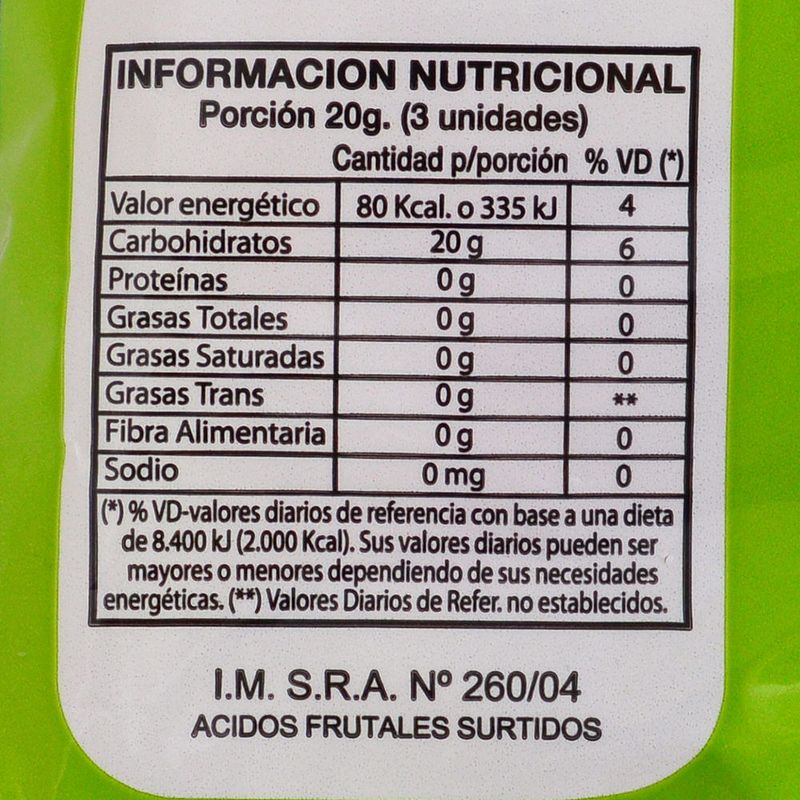 INFORMACION NUTRICIONAL
Porción 20g. (3 unidades)
Cantidad p/porción % VD (*)
Valor energético 80 Kcal. o 335 kJ 4
Carbohidratos 20 g 6
Proteínas 0 g 0
Grasas Totales 0 g 0
Grasas Saturadas 0 g 0
Grasas Trans 0 g **
Fibra Alimentaria 0 g 0
Sodio 0 mg 0
(*) % VD-valores diarios de referencia con base a una dieta
de 8.400 kJ (2.000 Kcal). Sus valores diarios pueden ser
mayores o menores dependiendo de sus necesidades
energéticas. (**) Valores Diarios de Refer. no establecidos.
I.M. S.R.A. Nº 260/04
ACIDOS FRUTALES SURTIDOS